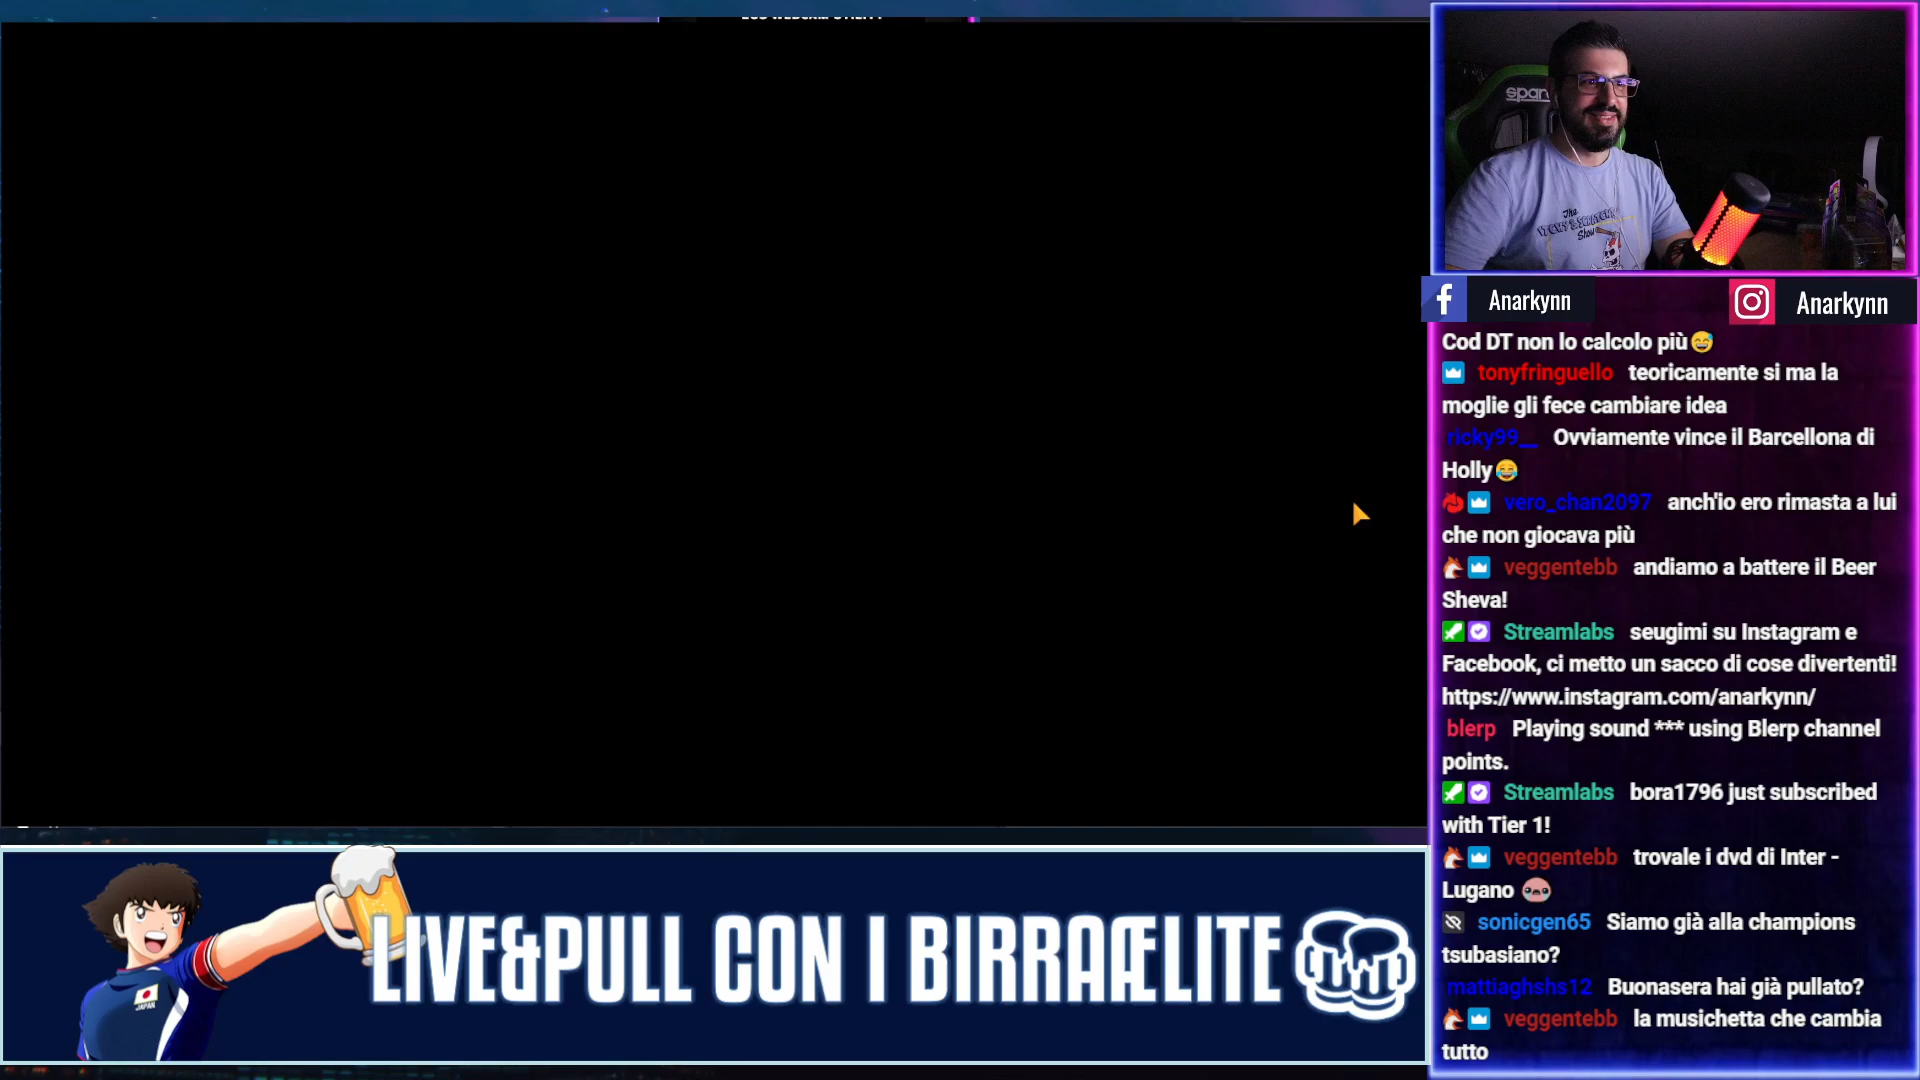 spar
The
Show
Anarkynn
Anarkynn
Cod DT non lo calcolo più
tonyfringuello teoricamente si ma la
moglie gli fece cambiare idea
ricky99__ Ovviamente vince il Barcellona di
Holly
vero_chan2097 anch'io ero rimasta a lui
che non giocava più
veggentebb andiamo a battere il Beer
Sheva!
Streamlabs seugimi su Instagram e
Facebook, ci metto un sacco di cose divertenti!
https://www.instagram.com/anarkynn/
blerp Playing sound *** using Blerp channel
points.
Streamlabs bora1796 just subscribed
with Tier 1!
veggentebb trovale i dvd di Inter -
Lugano
sonicgen65 Siamo già alla champions
tsubasiano?
mattiaghshs12 Buonasera hai già pullato?
veggentebb la musichetta che cambia
tutto
JAPAN
LIVE&PULL CON I BIRRAÆLITE